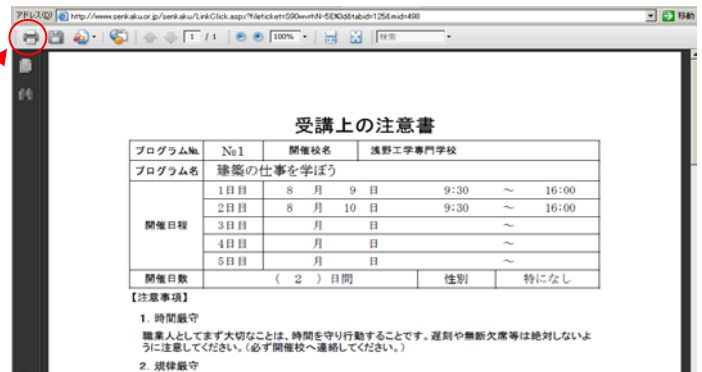 アドレス(D) http://www.senkaku.or.jp/senkaku/LinkClick.aspx?fileticket=S90wvrhN-5E%3d&tabid=125&mid=490 移動
1 / 1 100% 検索
受講上の注意書
プログラム№ №1 開催校名 浅野工学専門学校
プログラム名 建築の仕事を学ぼう
1日目 8 月 9 日 9:30 ～ 16:00
2日目 8 月 10 日 9:30 ～ 16:00
開催日程 3日目 月 日 ～
4日目 月 日 ～
5日目 月 日 ～
開催日数 ( 2 ) 日間 性別 特になし
【注意事項】
1．時間厳守
職業人としてまず大切なことは、時間を守り行動することです。遅刻や無断欠席等は絶対しないよ
うに注意してください。（必ず開催校へ連絡してください。）
2．規律厳守